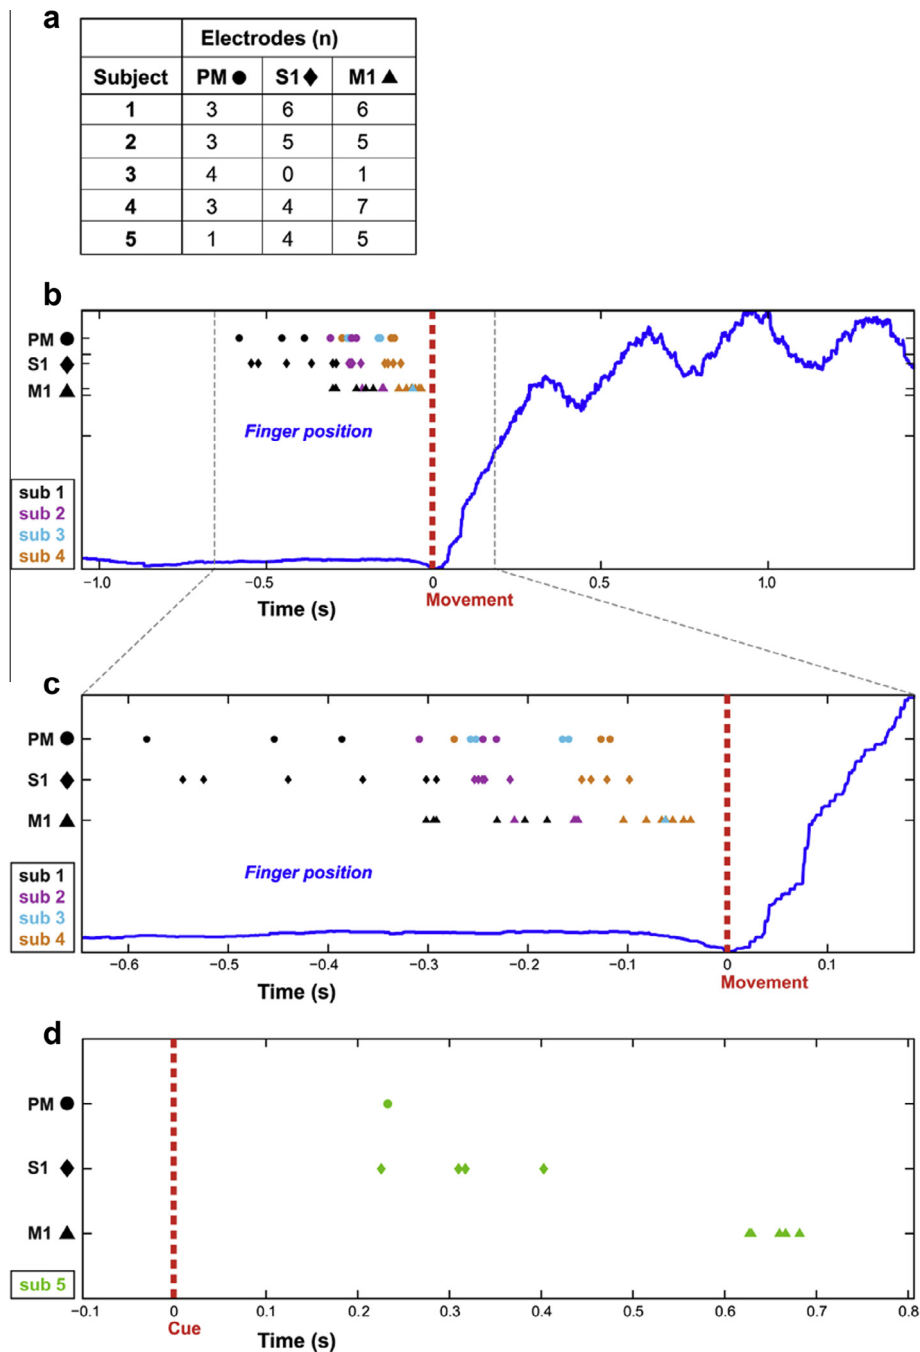 a
Electrodes (n)
Subject PM ● S1 ◆ M1 ▲
1 3 6 6
2 3 5 5
3 4 0 1
4 3 4 7
5 1 4 5
b
PM ●
S1 ◆
M1 ▲
Finger position
sub 1
sub 2
sub 3
sub 4
−1.0 −0.5 0 0.5 1.0
Time (s)
Movement
c
PM ●
S1 ◆
M1 ▲
Finger position
sub 1
sub 2
sub 3
sub 4
−0.6 −0.5 −0.4 −0.3 −0.2 −0.1 0 0.1
Time (s)
Movement
d
PM ●
S1 ◆
M1 ▲
sub 5
−0.1 0 0.1 0.2 0.3 0.4 0.5 0.6 0.7 0.8
Cue
Time (s)